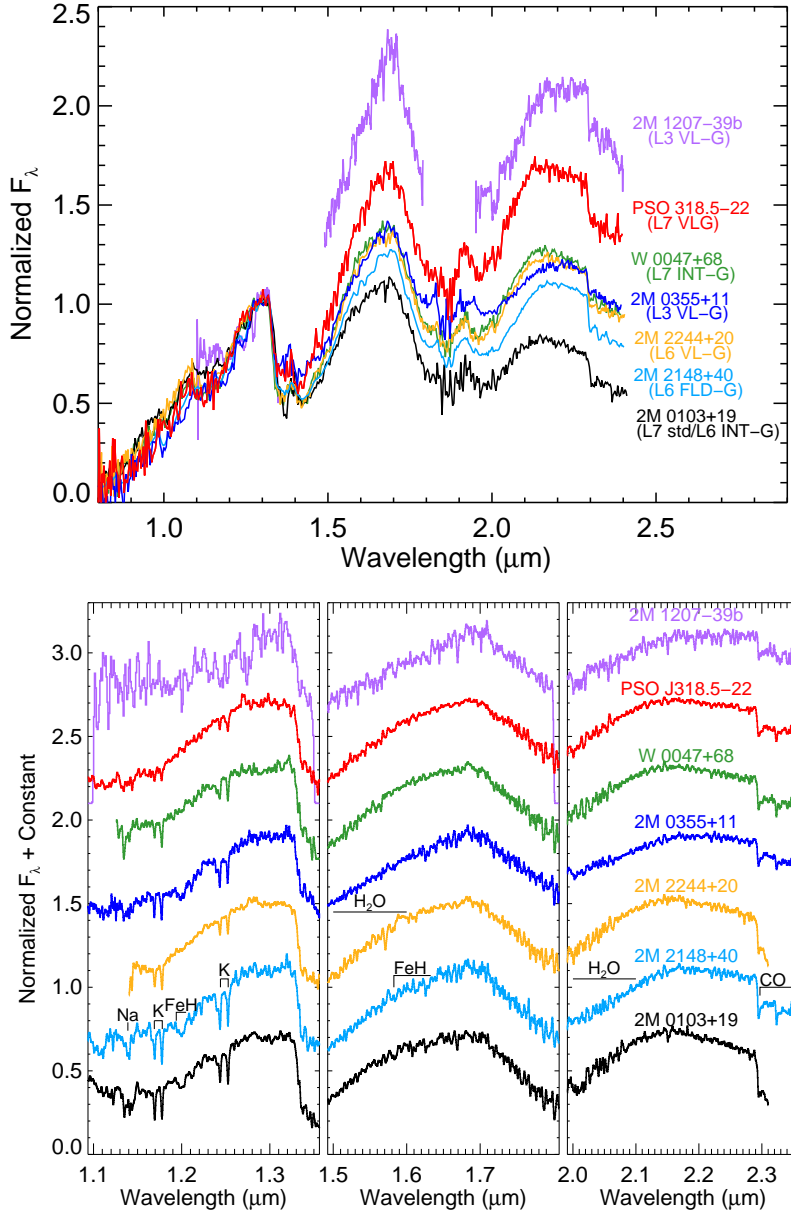 2.5
2.0
1.5
1.0
0.5
0.0
Normalized Fλ
2M 1207−39b
(L3 VL−G)
PSO 318.5−22
(L7 VLG)
W 0047+68
(L7 INT−G)
2M 0355+11
(L3 VL−G)
2M 2244+20
(L6 VL−G)
2M 2148+40
(L6 FLD−G)
2M 0103+19
(L7 std/L6 INT−G)
1.0 1.5 2.0 2.5
Wavelength (μm)
3.0
2.5
2.0
1.5
1.0
0.5
0.0
Normalized Fλ + Constant
2M 1207−39b
PSO J318.5−22
W 0047+68
2M 0355+11
H₂O
2M 2244+20
K
FeH
H₂O
2M 2148+40
CO
Na
K
FeH
2M 0103+19
1.1 1.2 1.3 1.5 1.6 1.7 2.0 2.1 2.2 2.3
Wavelength (μm) Wavelength (μm) Wavelength (μm)